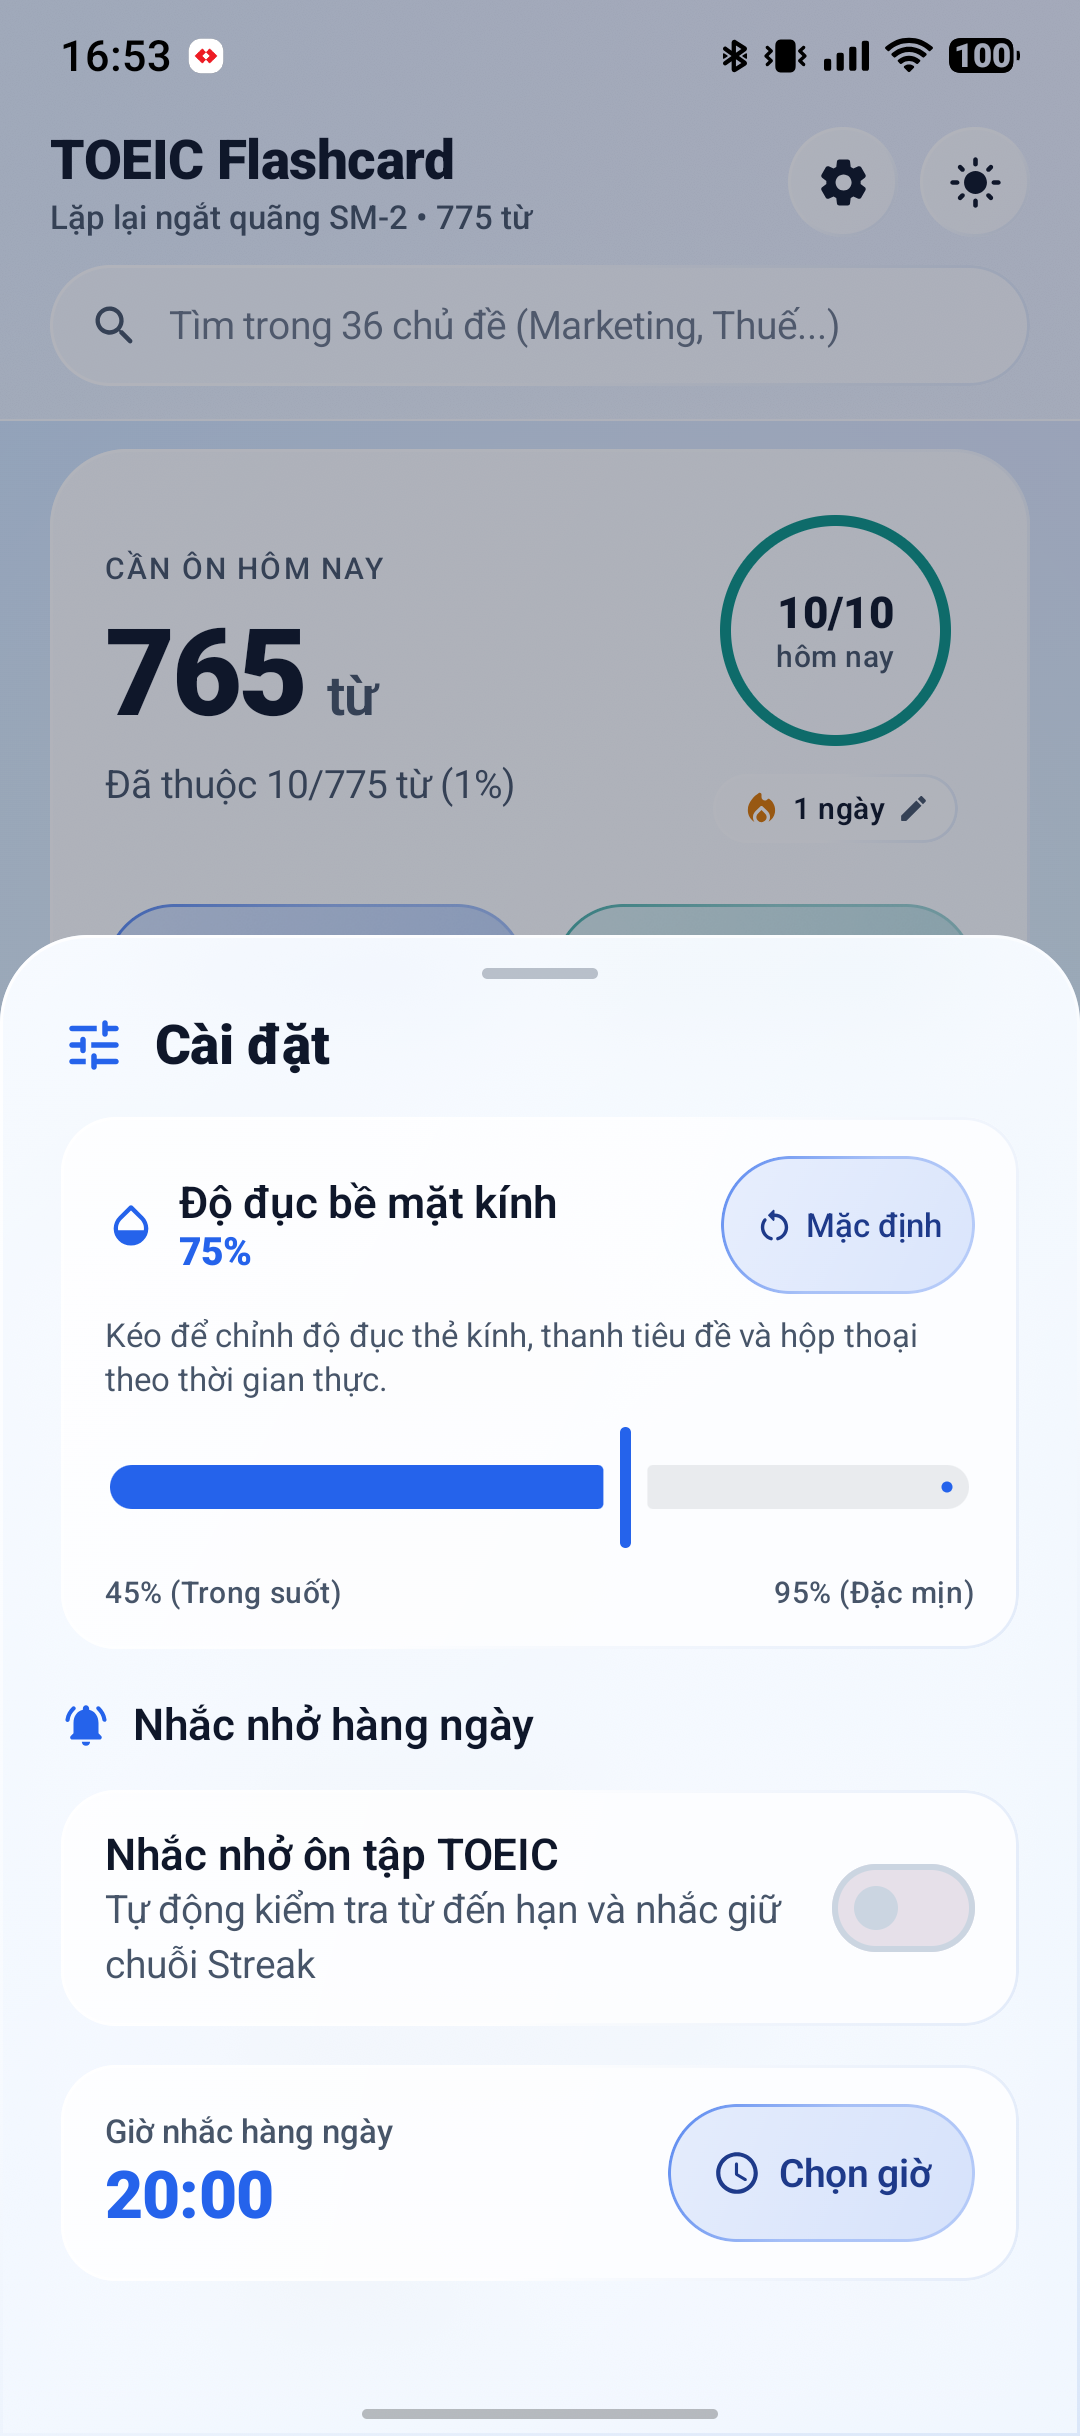 16:53
100
TOEIC Flashcard
Lặp lại ngắt quãng SM-2 • 775 từ
Tìm trong 36 chủ đề (Marketing, Thuế...)
CẦN ÔN HÔM NAY
765 từ
Đã thuộc 10/775 từ (1%)
10/10
hôm nay
1 ngày
Cài đặt
Độ đục bề mặt kính
75%
Mặc định
Kéo để chỉnh độ đục thẻ kính, thanh tiêu đề và hộp thoại
theo thời gian thực.
45% (Trong suốt)
95% (Đặc mịn)
Nhắc nhở hàng ngày
Nhắc nhở ôn tập TOEIC
Tự động kiểm tra từ đến hạn và nhắc giữ
chuỗi Streak
Giờ nhắc hàng ngày
20:00
Chọn giờ